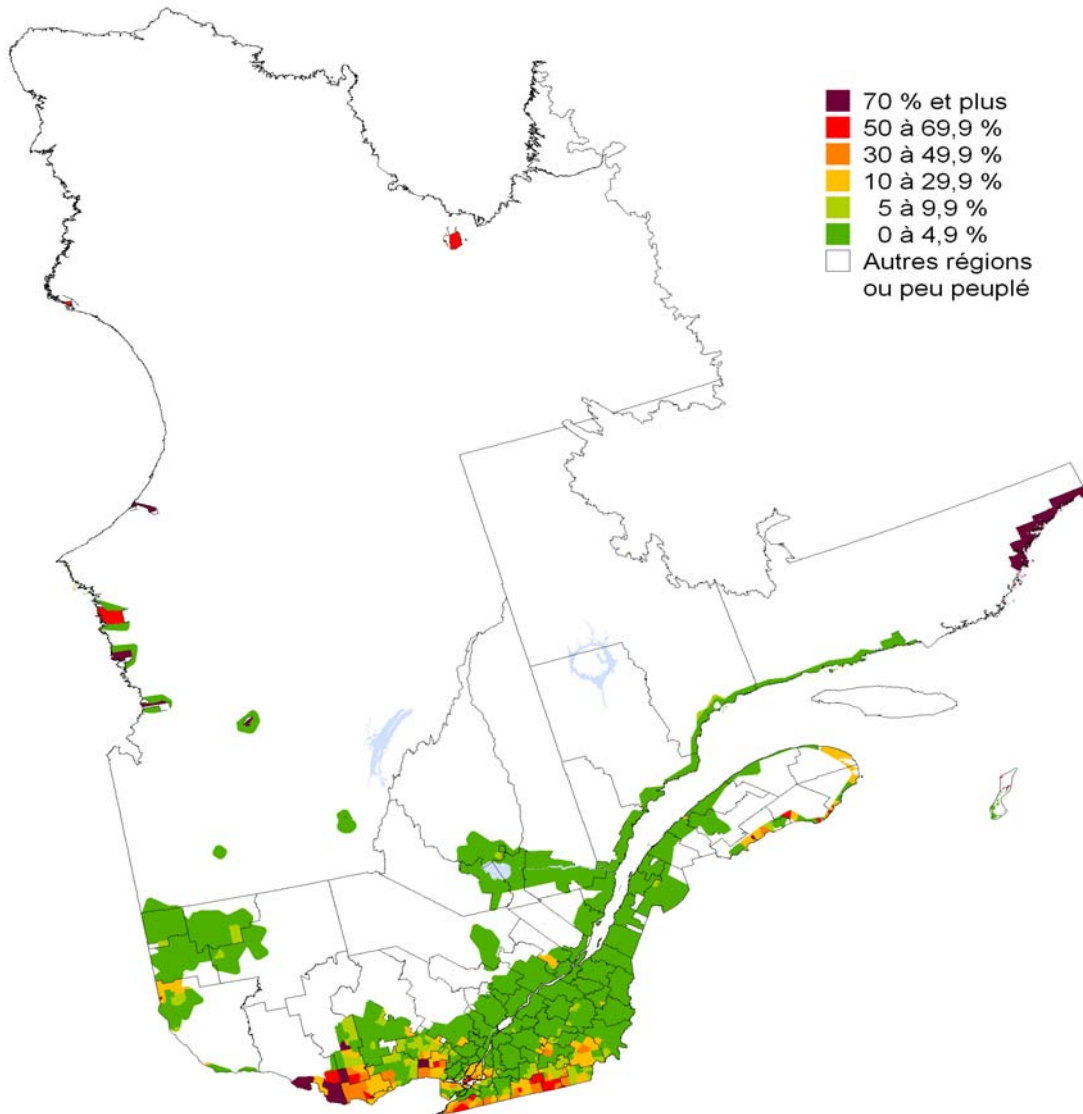 70 % et plus
50 à 69,9 %
30 à 49,9 %
10 à 29,9 %
5 à 9,9 %
0 à 4,9 %
Autres régions
ou peu peuplé